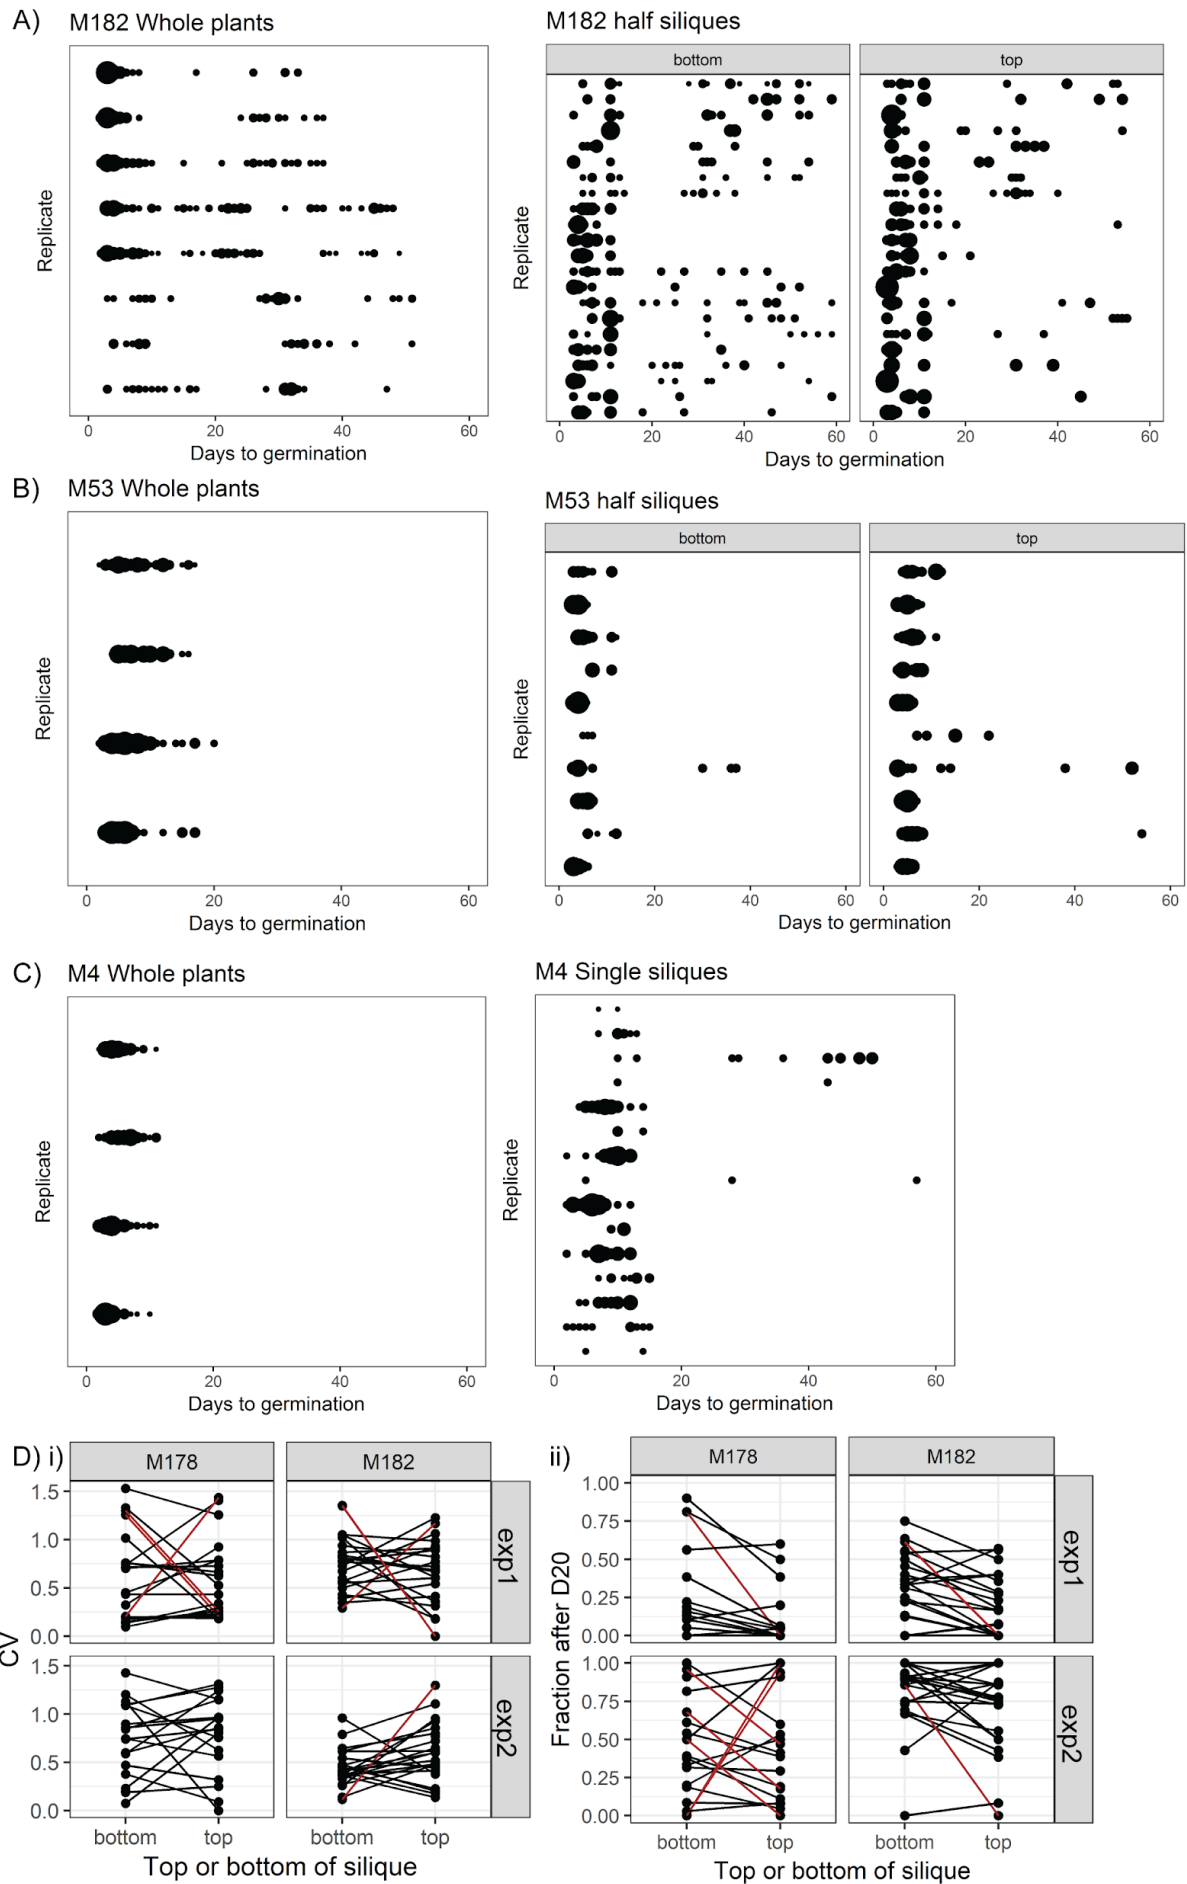 A) M182 Whole plants
M182 half siliques
bottom
top
Replicate
Replicate
0 20 40 60
0 20 40 60
0 20 40 60
Days to germination
Days to germination
B) M53 Whole plants
M53 half siliques
bottom
top
Replicate
Replicate
0 20 40 60
0 20 40 60
0 20 40 60
Days to germination
Days to germination
C) M4 Whole plants
M4 Single siliques
Replicate
Replicate
0 20 40 60
0 20 40 60
Days to germination
Days to germination
D) i)
M178
M182
1.5
1.0
0.5
0.0
exp1
CV
1.5
1.0
0.5
0.0
exp2
bottom top
bottom top
Top or bottom of silique
ii)
M178
M182
1.00
0.75
0.50
0.25
0.00
exp1
Fraction after D20
1.00
0.75
0.50
0.25
0.00
exp2
bottom top
bottom top
Top or bottom of silique